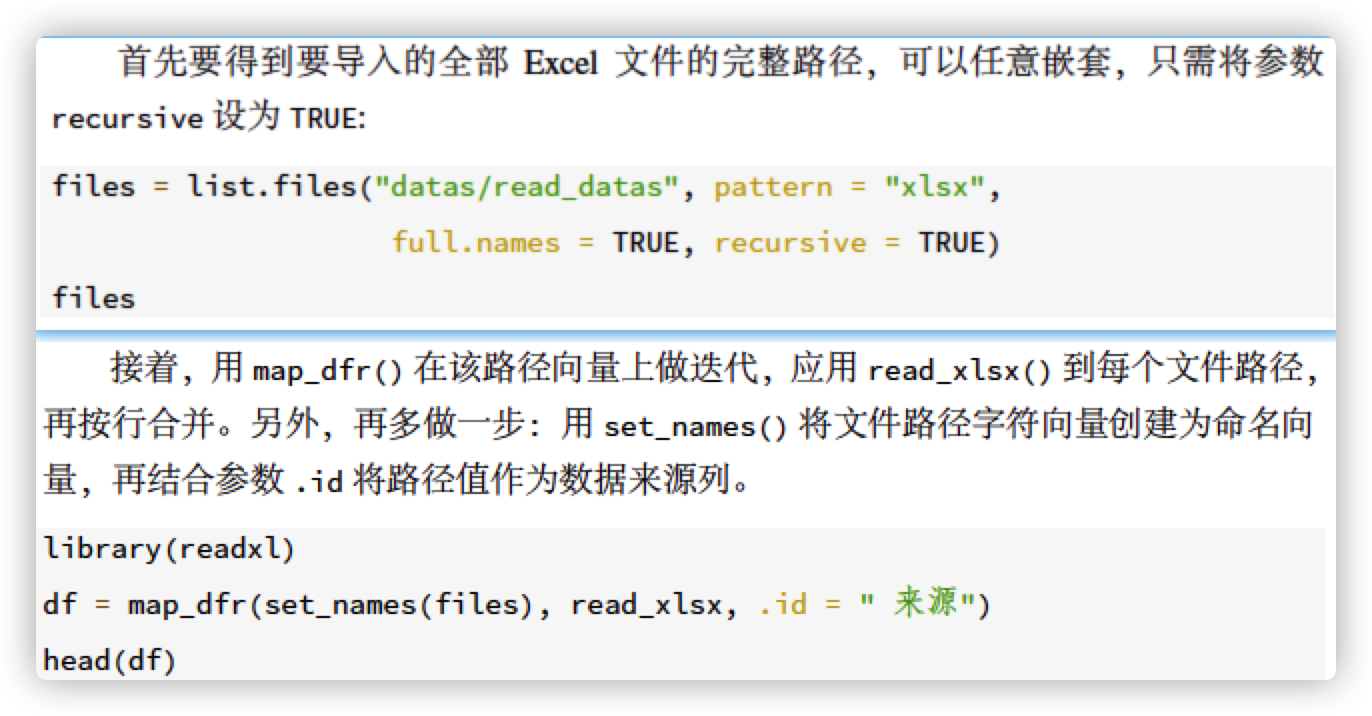 首先要得到要导入的全部 Excel 文件的完整路径，可以任意嵌套，只需将参数
recursive 设为 TRUE:
files = list.files("datas/read_datas", pattern = "xlsx",
full.names = TRUE, recursive = TRUE)
files
接着，用 map_dfr() 在该路径向量上做迭代，应用 read_xlsx() 到每个文件路径，
再按行合并。另外，再多做一步：用 set_names() 将文件路径字符向量创建为命名向
量，再结合参数 .id 将路径值作为数据来源列。
library(readxl)
df = map_dfr(set_names(files), read_xlsx, .id = " 来源")
head(df)